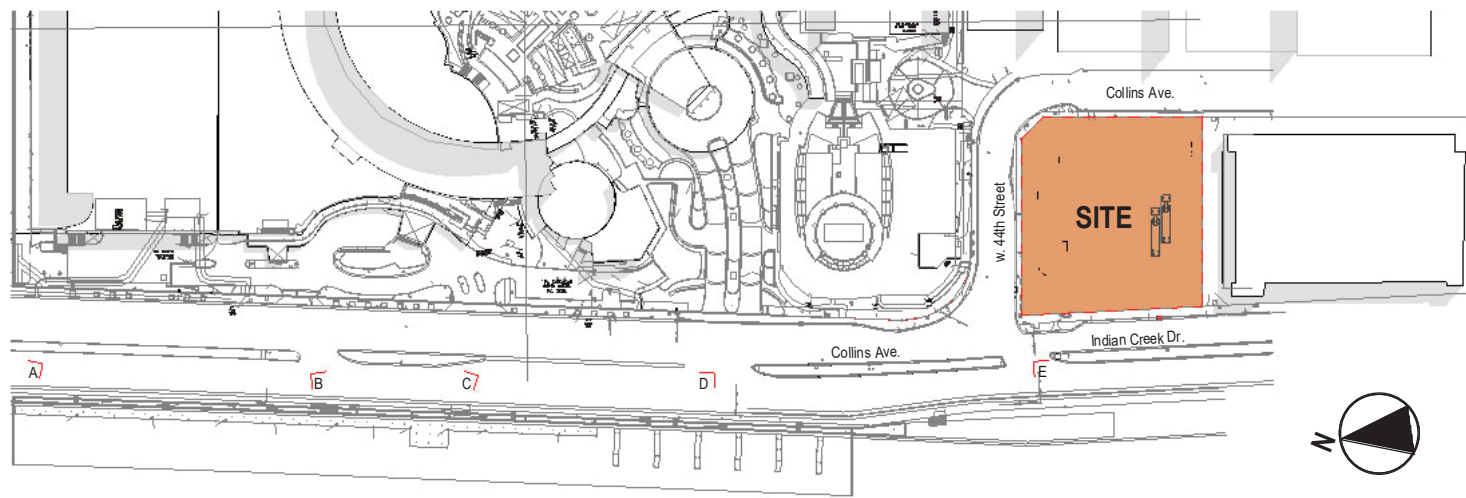 Collins Ave.
W. 44th Street
SITE
Collins Ave.
Indian Creek Dr.
A
B
C
D
E
N